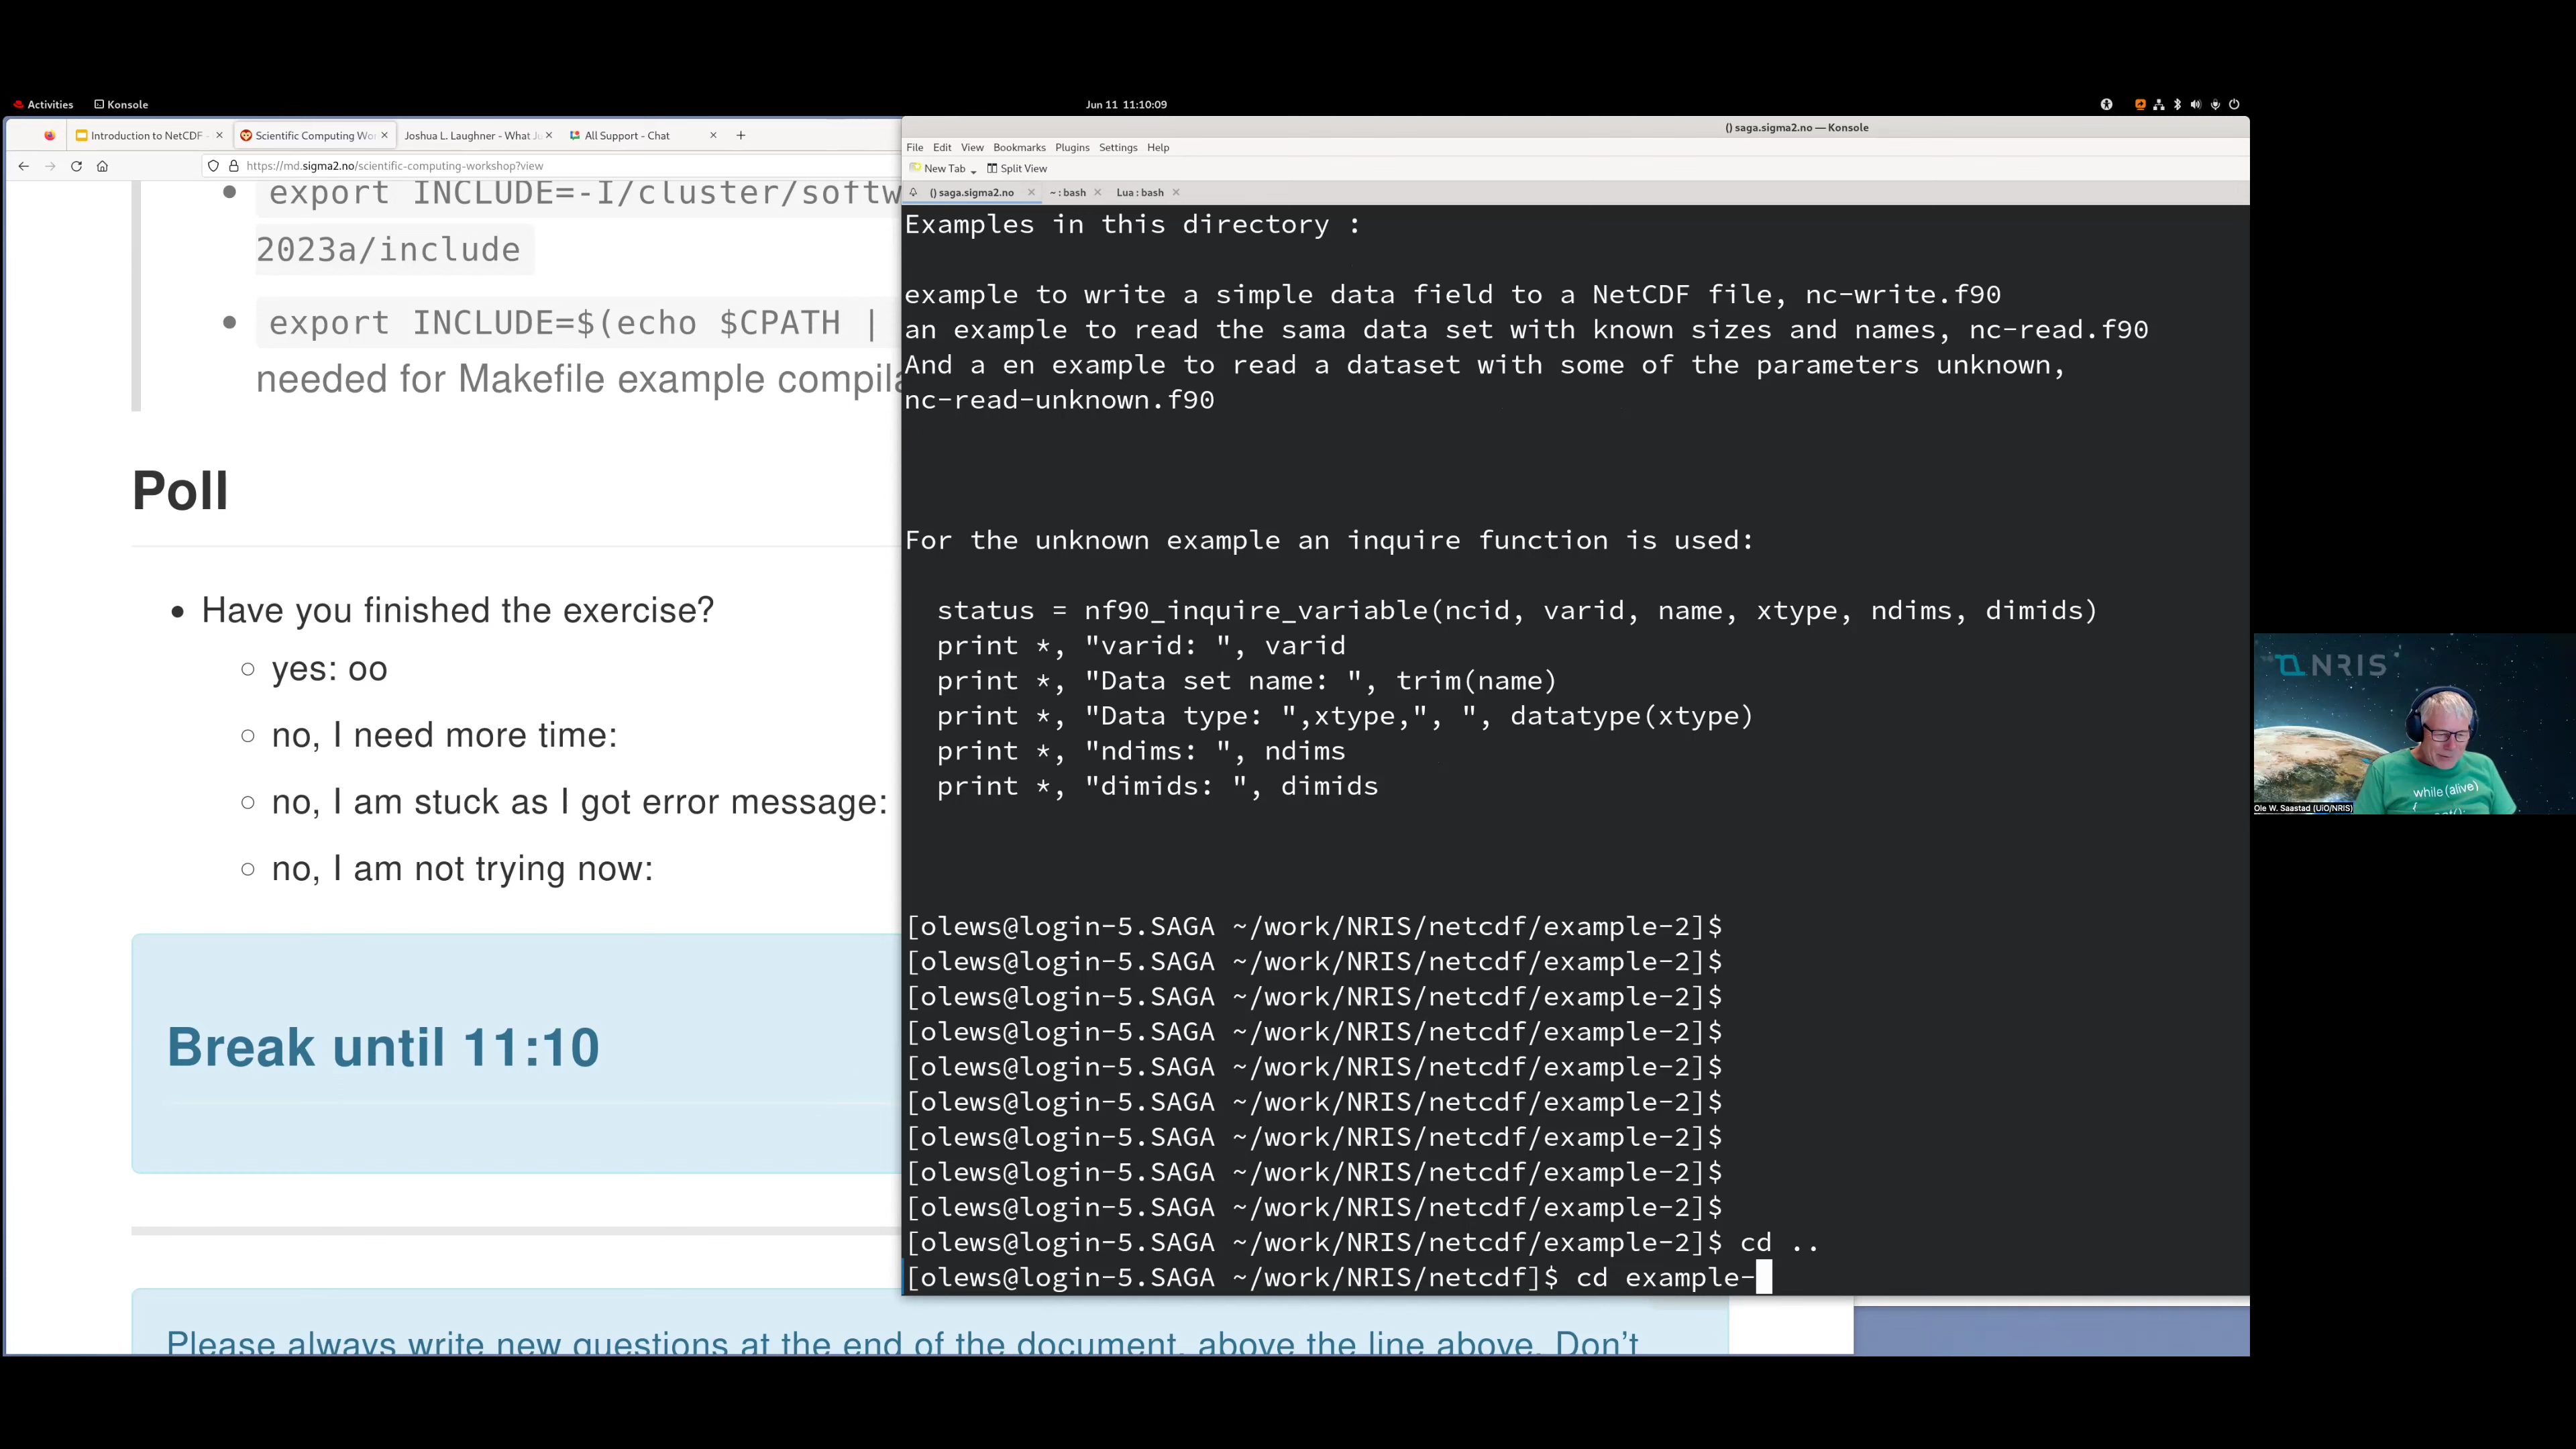 Activities Konsole Jun 11 11:10:09
Introduction to NetCDF - Scientific Computing Wor Joshua L. Laughner - What Ju All Support - Chat
https://md.sigma2.no/scientific-computing-workshop?view
export INCLUDE=-I/cluster/softw
2023a/include
export INCLUDE=$(echo $CPATH |
needed for Makefile example compila
Poll
Have you finished the exercise?
yes: oo
no, I need more time:
no, I am stuck as I got error message:
no, I am not trying now:
Break until 11:10
Please always write new questions at the end of the document, above the line above. Don't
() saga.sigma2.no — Konsole
File Edit View Bookmarks Plugins Settings Help
New Tab Split View
() saga.sigma2.no ~ : bash Lua : bash
Examples in this directory :
example to write a simple data field to a NetCDF file, nc-write.f90
an example to read the sama data set with known sizes and names, nc-read.f90
And a en example to read a dataset with some of the parameters unknown,
nc-read-unknown.f90
For the unknown example an inquire function is used:
status = nf90_inquire_variable(ncid, varid, name, xtype, ndims, dimids)
print *, "varid: ", varid
print *, "Data set name: ", trim(name)
print *, "Data type: ",xtype,", ", datatype(xtype)
print *, "ndims: ", ndims
print *, "dimids: ", dimids
[olews@login-5.SAGA ~/work/NRIS/netcdf/example-2]$
[olews@login-5.SAGA ~/work/NRIS/netcdf/example-2]$
[olews@login-5.SAGA ~/work/NRIS/netcdf/example-2]$
[olews@login-5.SAGA ~/work/NRIS/netcdf/example-2]$
[olews@login-5.SAGA ~/work/NRIS/netcdf/example-2]$
[olews@login-5.SAGA ~/work/NRIS/netcdf/example-2]$
[olews@login-5.SAGA ~/work/NRIS/netcdf/example-2]$
[olews@login-5.SAGA ~/work/NRIS/netcdf/example-2]$
[olews@login-5.SAGA ~/work/NRIS/netcdf/example-2]$
[olews@login-5.SAGA ~/work/NRIS/netcdf/example-2]$ cd ..
[olews@login-5.SAGA ~/work/NRIS/netcdf]$ cd example-
NRIS
while (alive)
{
Ole W. Saastad (UiO/NRIS)